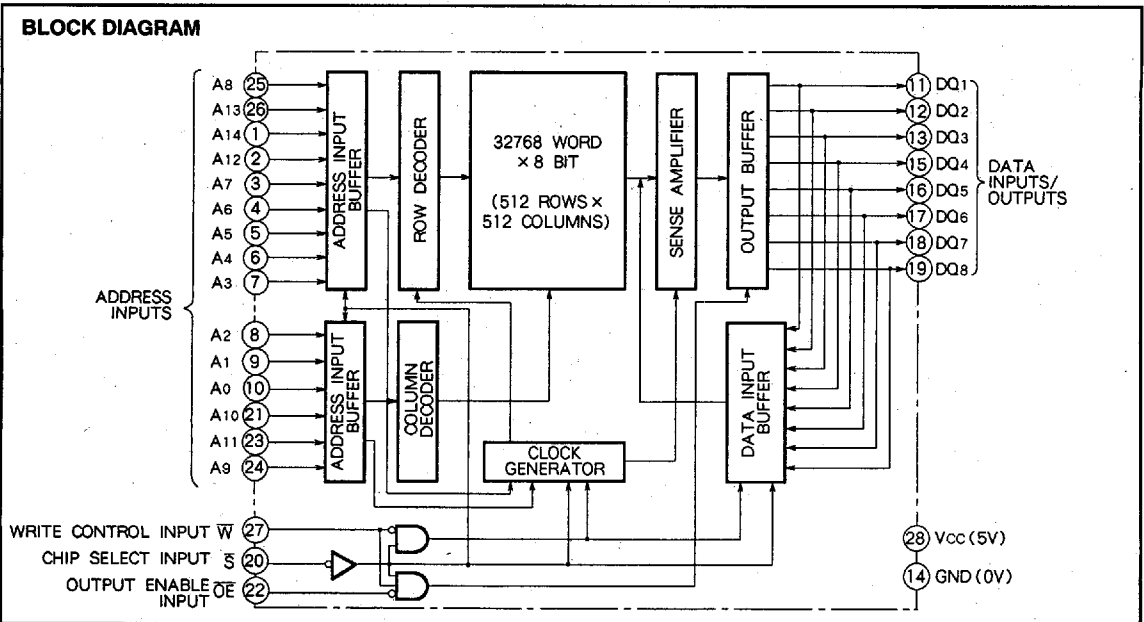 BLOCK DIAGRAM
ADDRESS INPUTS
A8 25
A13 26
A14 1
A12 2
A7 3
A6 4
A5 5
A4 6
A3 7
A2 8
A1 9
A0 10
A10 21
A11 23
A9 24
WRITE CONTROL INPUT W̅ 27
CHIP SELECT INPUT S̅ 20
OUTPUT ENABLE INPUT O̅E̅ 22
ADDRESS INPUT BUFFER
ROW DECODER
32768 WORD
× 8 BIT
(512 ROWS ×
512 COLUMNS)
SENSE AMPLIFIER
OUTPUT BUFFER
ADDRESS INPUT BUFFER
COLUMN DECODER
CLOCK
GENERATOR
DATA INPUT BUFFER
11 DQ1
12 DQ2
13 DQ3
15 DQ4
16 DQ5
17 DQ6
18 DQ7
19 DQ8
DATA
INPUTS/
OUTPUTS
28 VCC (5V)
14 GND (0V)